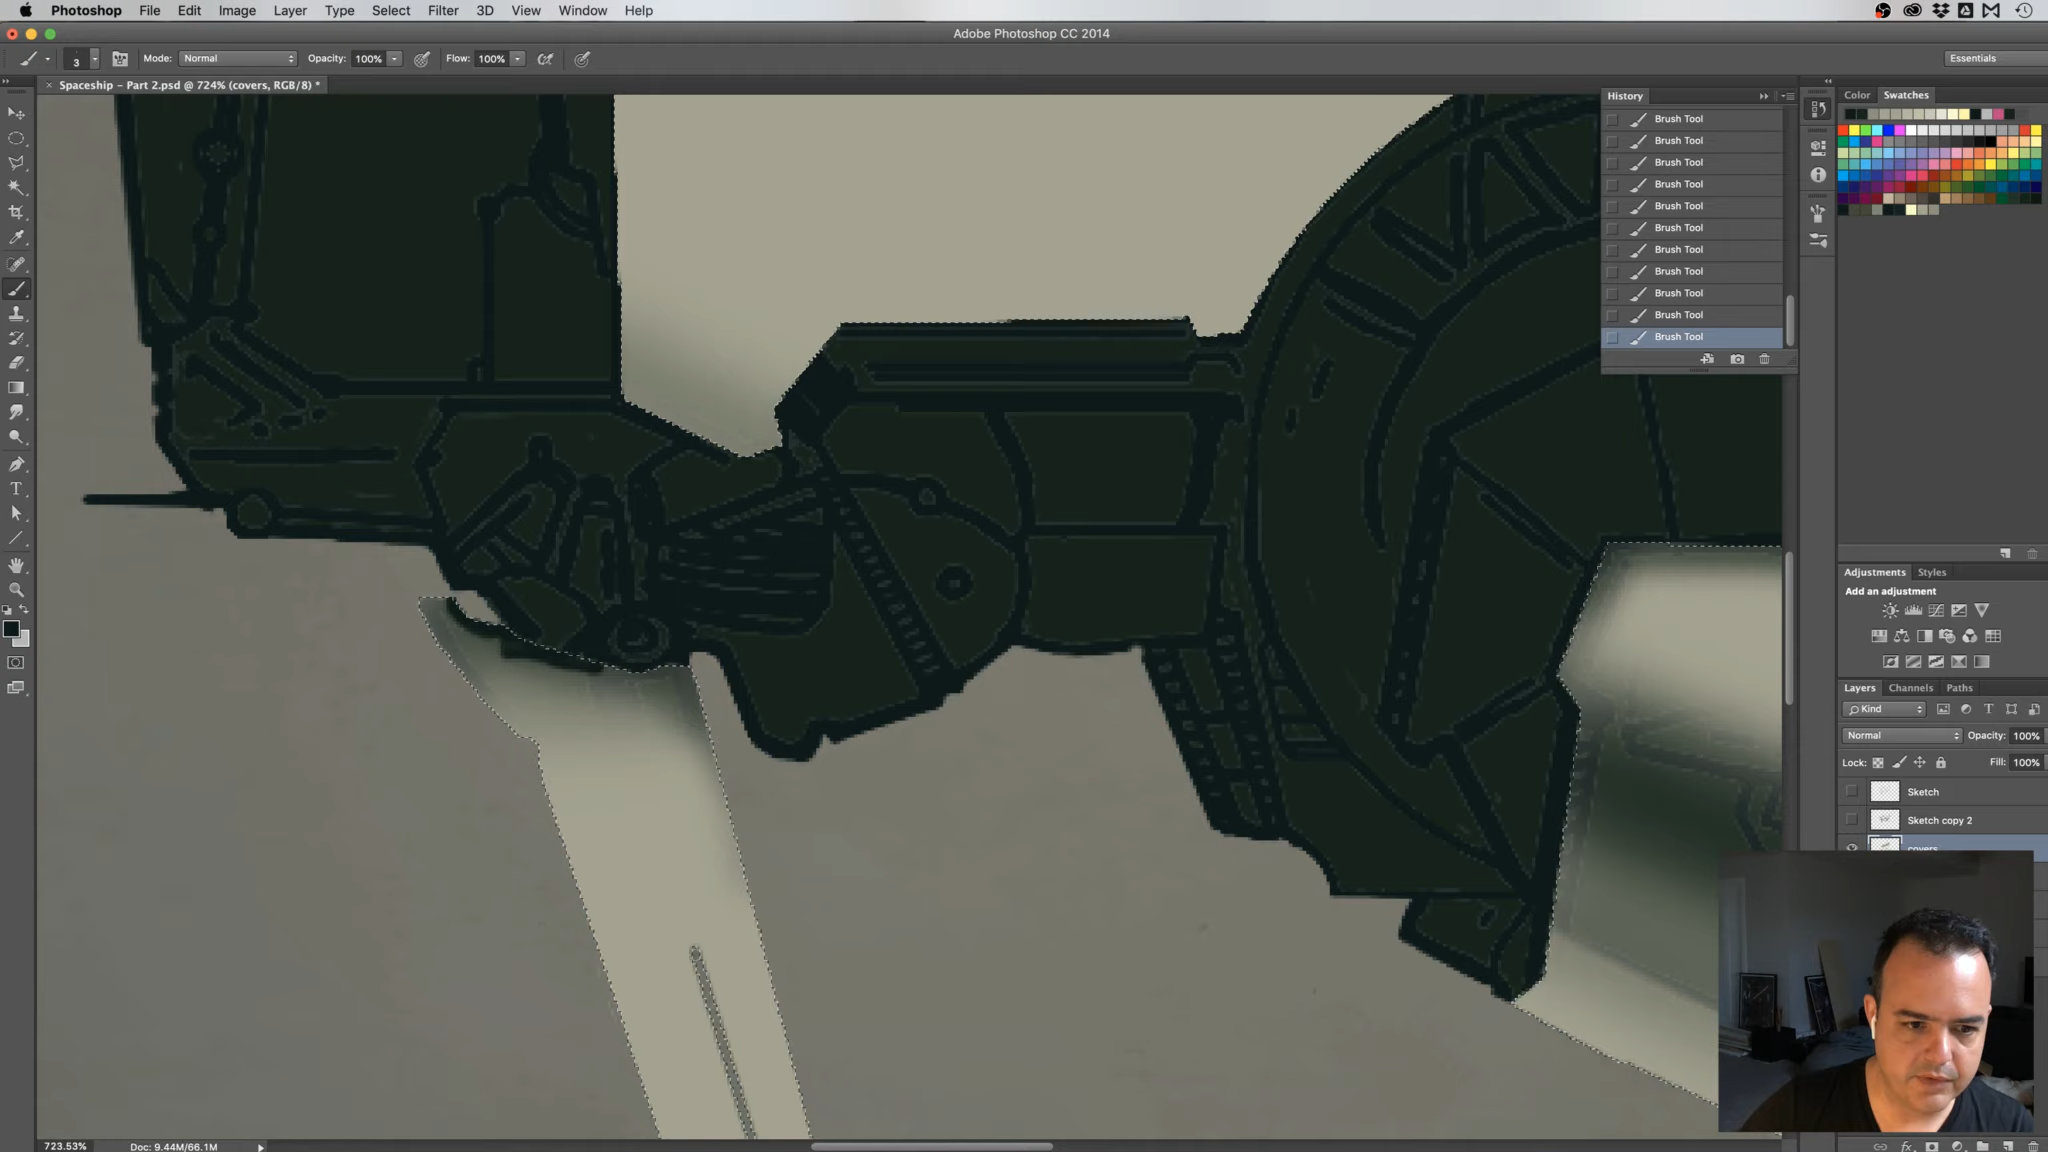 Photoshop File Edit Image Layer Type Select Filter 3D View Window Help
Adobe Photoshop CC 2014
3 Mode: Normal Opacity: 100% Flow: 100% Essentials
Spaceship – Part 2.psd @ 724% (covers, RGB/8) *
History
Brush Tool
Brush Tool
Brush Tool
Brush Tool
Brush Tool
Brush Tool
Brush Tool
Brush Tool
Brush Tool
Brush Tool
Brush Tool
Color Swatches
Adjustments Styles
Add an adjustment
Layers Channels Paths
Kind
Normal Opacity: 100%
Lock: Fill: 100%
Sketch
Sketch copy 2
covers
723.53% Doc: 9.44M/66.1M